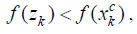 f(z_k) < f(x_k^c) ,